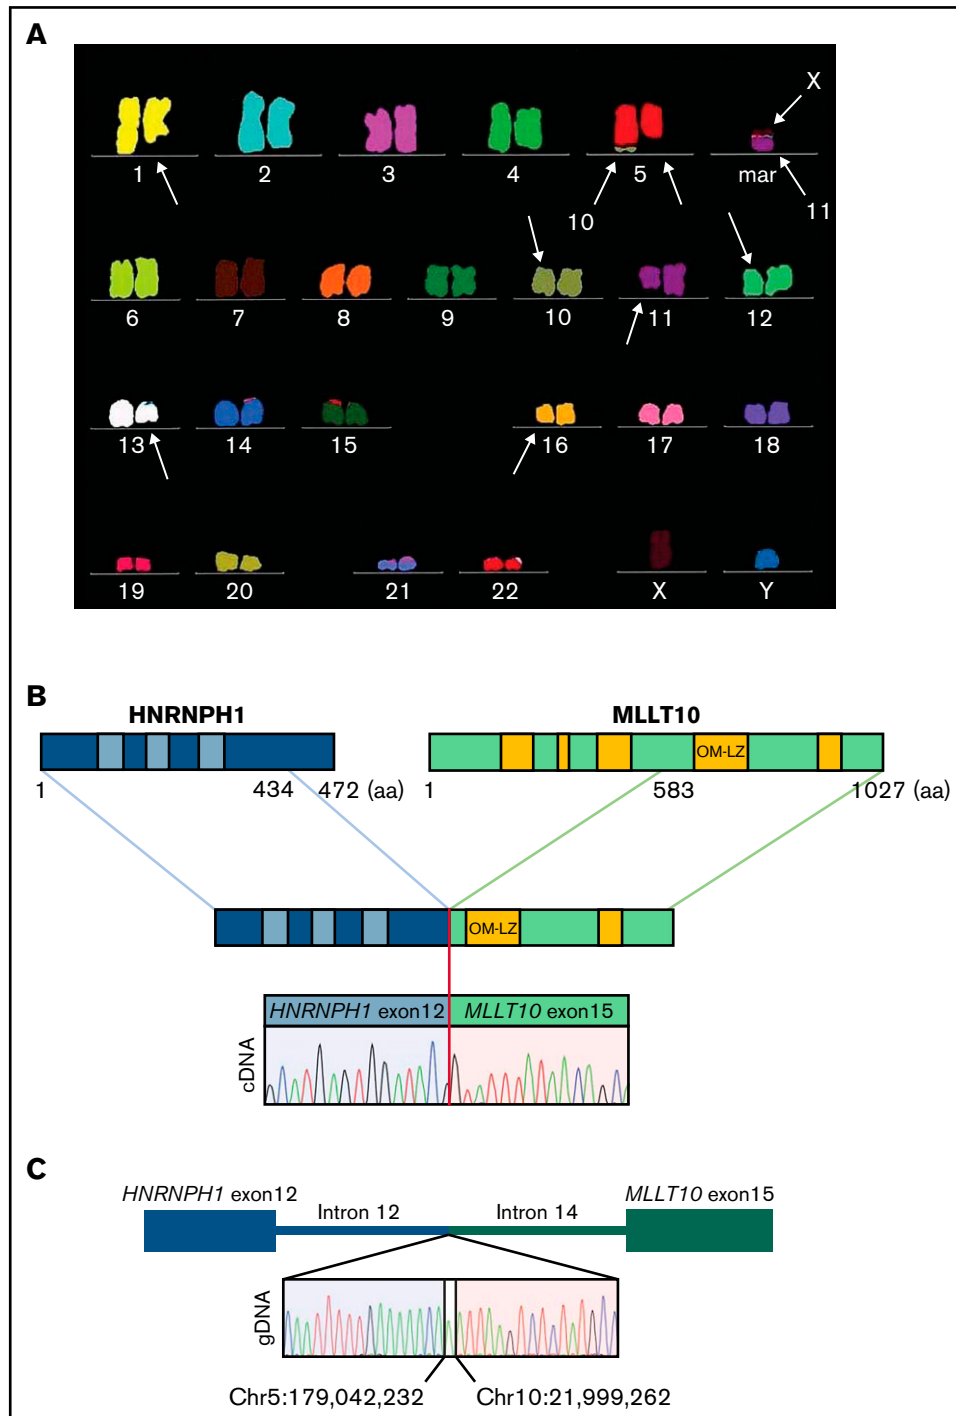 A
X
1 2 3 4 5 mar
10 11
6 7 8 9 10 11 12
13 14 15 16 17 18
19 20 21 22 X Y
B
HNRNPH1 MLLT10
OM-LZ
1 434 472 (aa) 1 583 1027 (aa)
OM-LZ
HNRNPH1 exon12 MLLT10 exon15
cDNA
C
HNRNPH1 exon12 MLLT10 exon15
Intron 12 Intron 14
gDNA
Chr5:179,042,232 Chr10:21,999,262